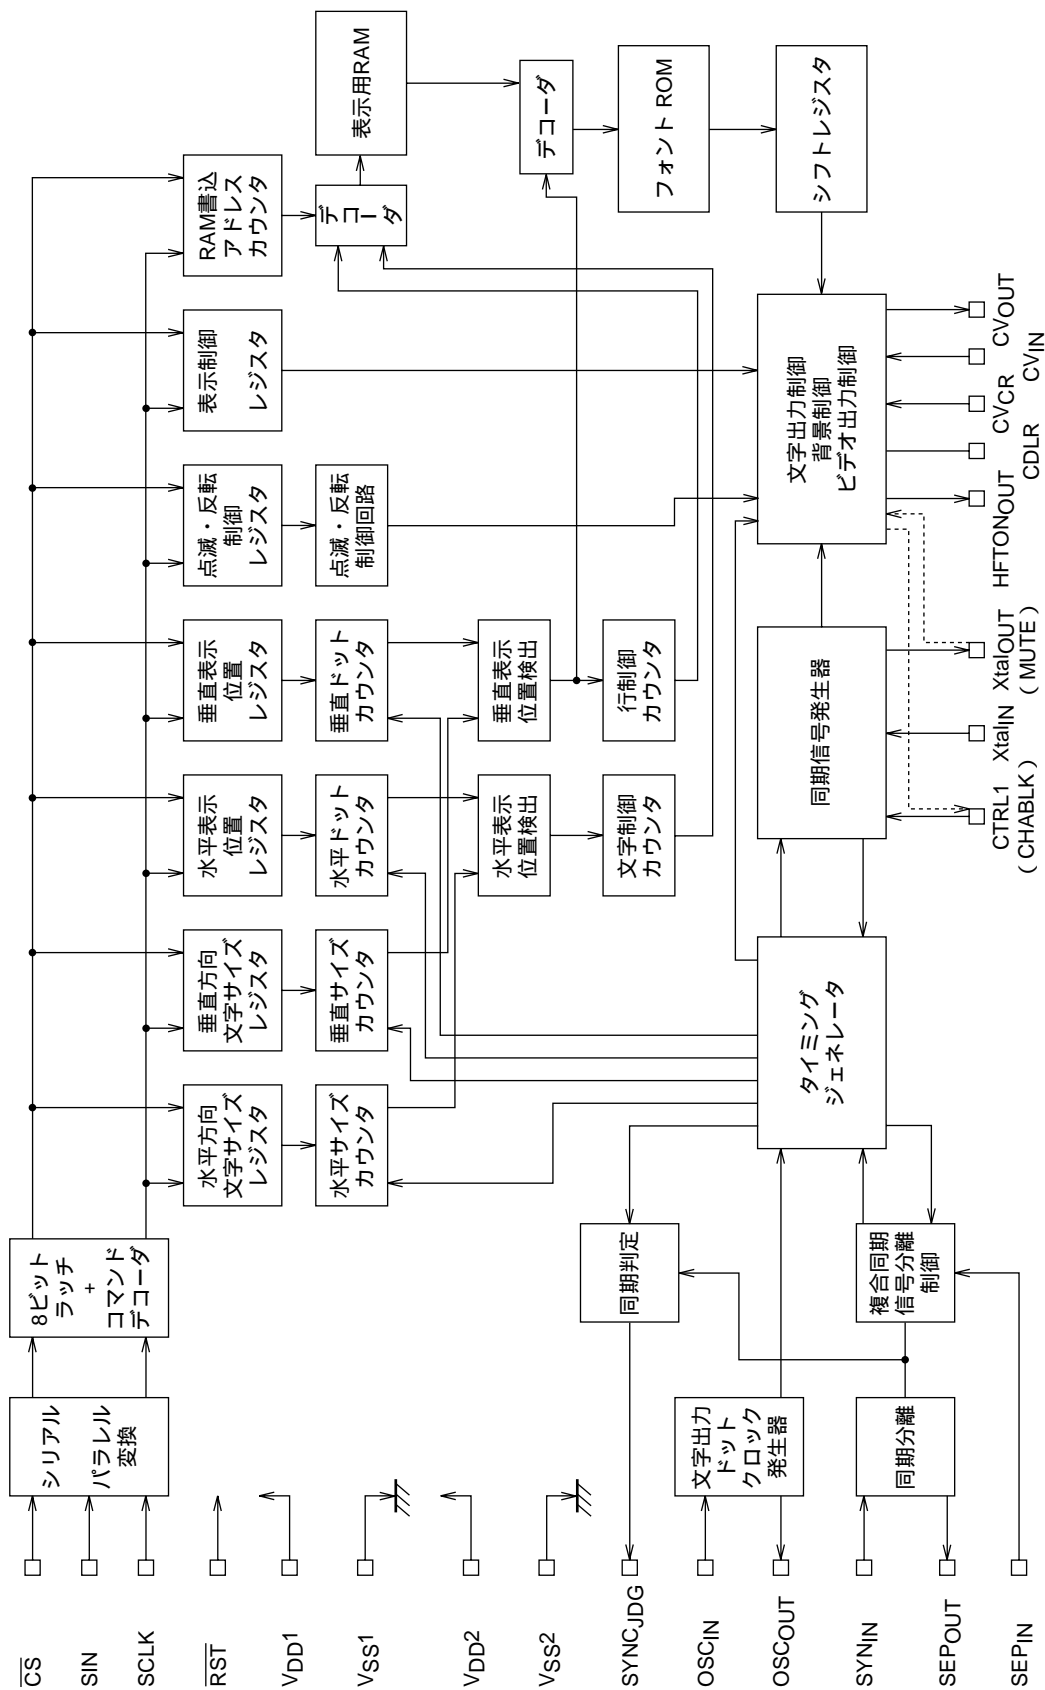 CS
SIN
SCLK
RST
VDD1
VSS1
VDD2
VSS2
SYNCJDG
OSCIN
OSCOUT
SYNIN
SEPOUT
SEPIN
シリアル
パラレル
変換
8ビット
ラッチ
+
コマンド
デコーダ
水平方向
文字サイズ
レジスタ
垂直方向
文字サイズ
レジスタ
水平表示
位置
レジスタ
垂直表示
位置
レジスタ
点滅・反転
制御
レジスタ
表示制御
レジスタ
RAM書込
アドレス
カウンタ
水平サイズ
カウンタ
垂直サイズ
カウンタ
水平ドット
カウンタ
垂直ドット
カウンタ
点滅・反転
制御回路
デコーダ
表示用RAM
水平表示
位置検出
垂直表示
位置検出
デコーダ
文字制御
カウンタ
行制御
カウンタ
フォント ROM
シフトレジスタ
同期判定
文字出力
ドット
クロック
発生器
同期分離
複合同期
信号分離
制御
タイミング
ジェネレータ
同期信号発生器
文字出力制御
背景制御
ビデオ出力制御
CTRL1
(CHABLK)
XtalIN
XtalOUT
(MUTE)
HFTONOUT
CDLR
CVCR
CVIN
CVOUT